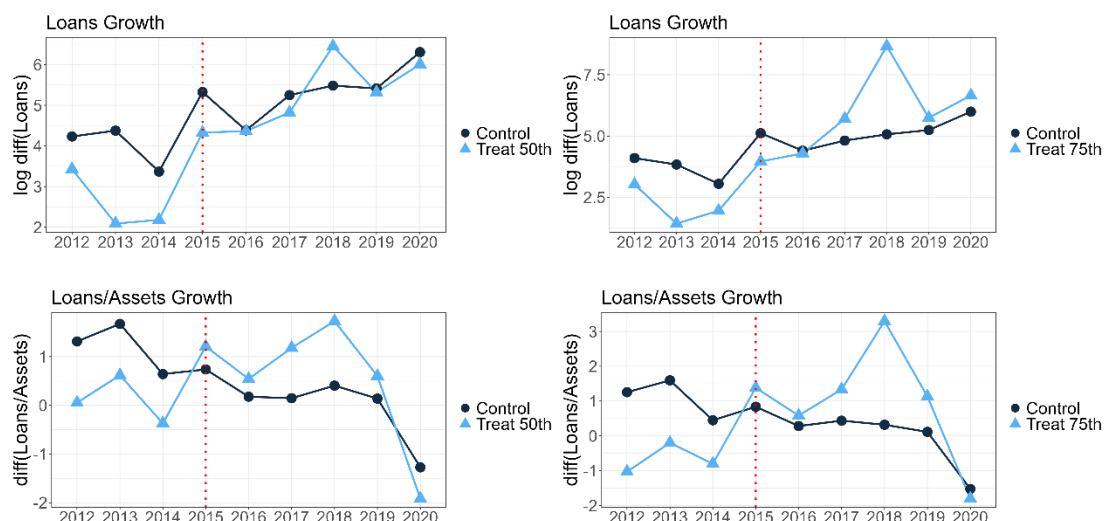 Loans Growth
log diff(Loans)
6
5
4
3
2
2012 2013 2014 2015 2016 2017 2018 2019 2020
Control
Treat 50th
Loans Growth
log diff(Loans)
7.5
5.0
2.5
2012 2013 2014 2015 2016 2017 2018 2019 2020
Control
Treat 75th
Loans/Assets Growth
diff(Loans/Assets)
1
0
-1
-2
2012 2013 2014 2015 2016 2017 2018 2019 2020
Control
Treat 50th
Loans/Assets Growth
diff(Loans/Assets)
3
2
1
0
-1
-2
2012 2013 2014 2015 2016 2017 2018 2019 2020
Control
Treat 75th